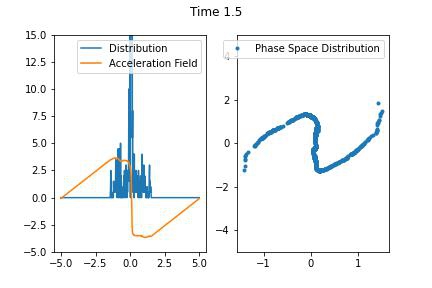 Time 1.5
Distribution
Acceleration Field
15.0
12.5
10.0
7.5
5.0
2.5
0.0
−2.5
−5.0
−5.0 −2.5 0.0 2.5 5.0
Phase Space Distribution
4
2
0
−2
−4
−1 0 1